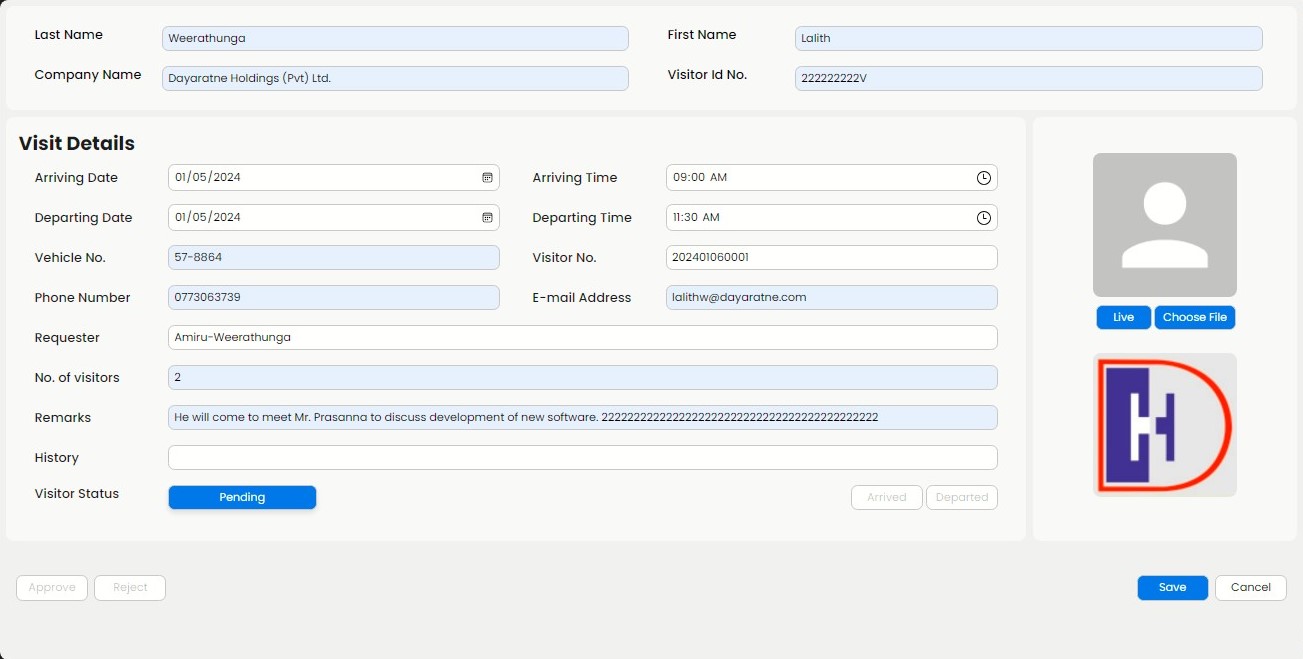 Last Name Weerathunga First Name Lalith
Company Name Dayaratne Holdings (Pvt) Ltd. Visitor Id No. 222222222V
Visit Details
Arriving Date 01/05/2024 Arriving Time 09:00 AM
Departing Date 01/05/2024 Departing Time 11:30 AM
Vehicle No. 57-8864 Visitor No. 202401060001
Phone Number 0773063739 E-mail Address lalithw@dayaratne.com
Live Choose File
Requester Amiru-Weerathunga
No. of visitors 2
Remarks He will come to meet Mr. Prasanna to discuss development of new software. 2222222222222222222222222222222222222222222
History
Visitor Status Pending Arrived Departed
Approve Reject Save Cancel